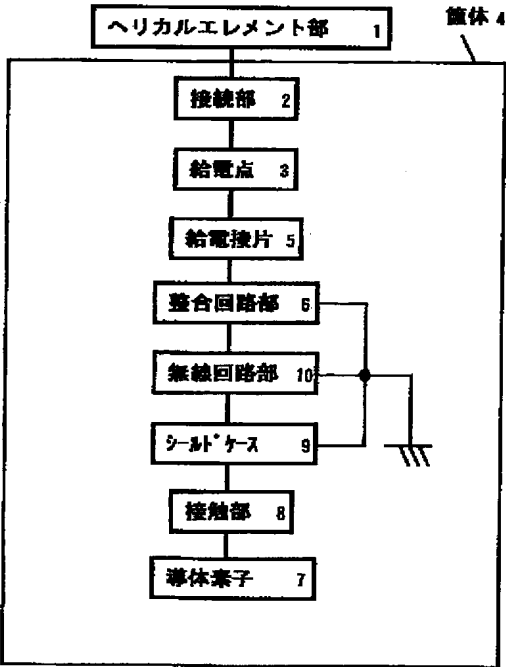 ヘリカルエレメント部 1
筐体 4
接続部 2
給電点 3
給電接片 5
整合回路部 6
無線回路部 10
シールドケース 9
接触部 8
導体素子 7